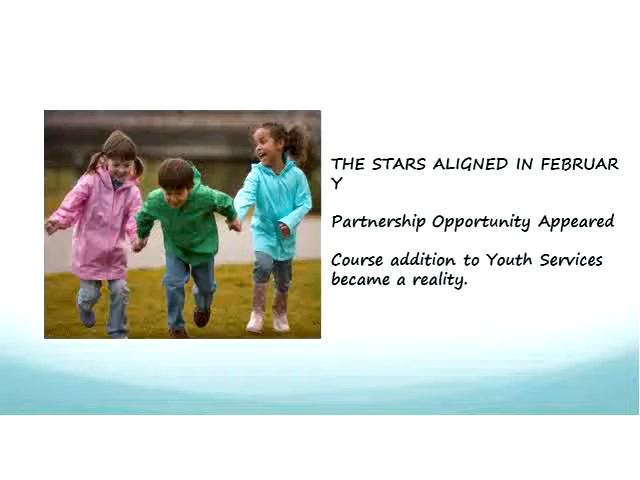 THE STARS ALIGNED IN FEBRUAR
Y
Partnership Opportunity Appeared
Course addition to Youth Services
became a reality.